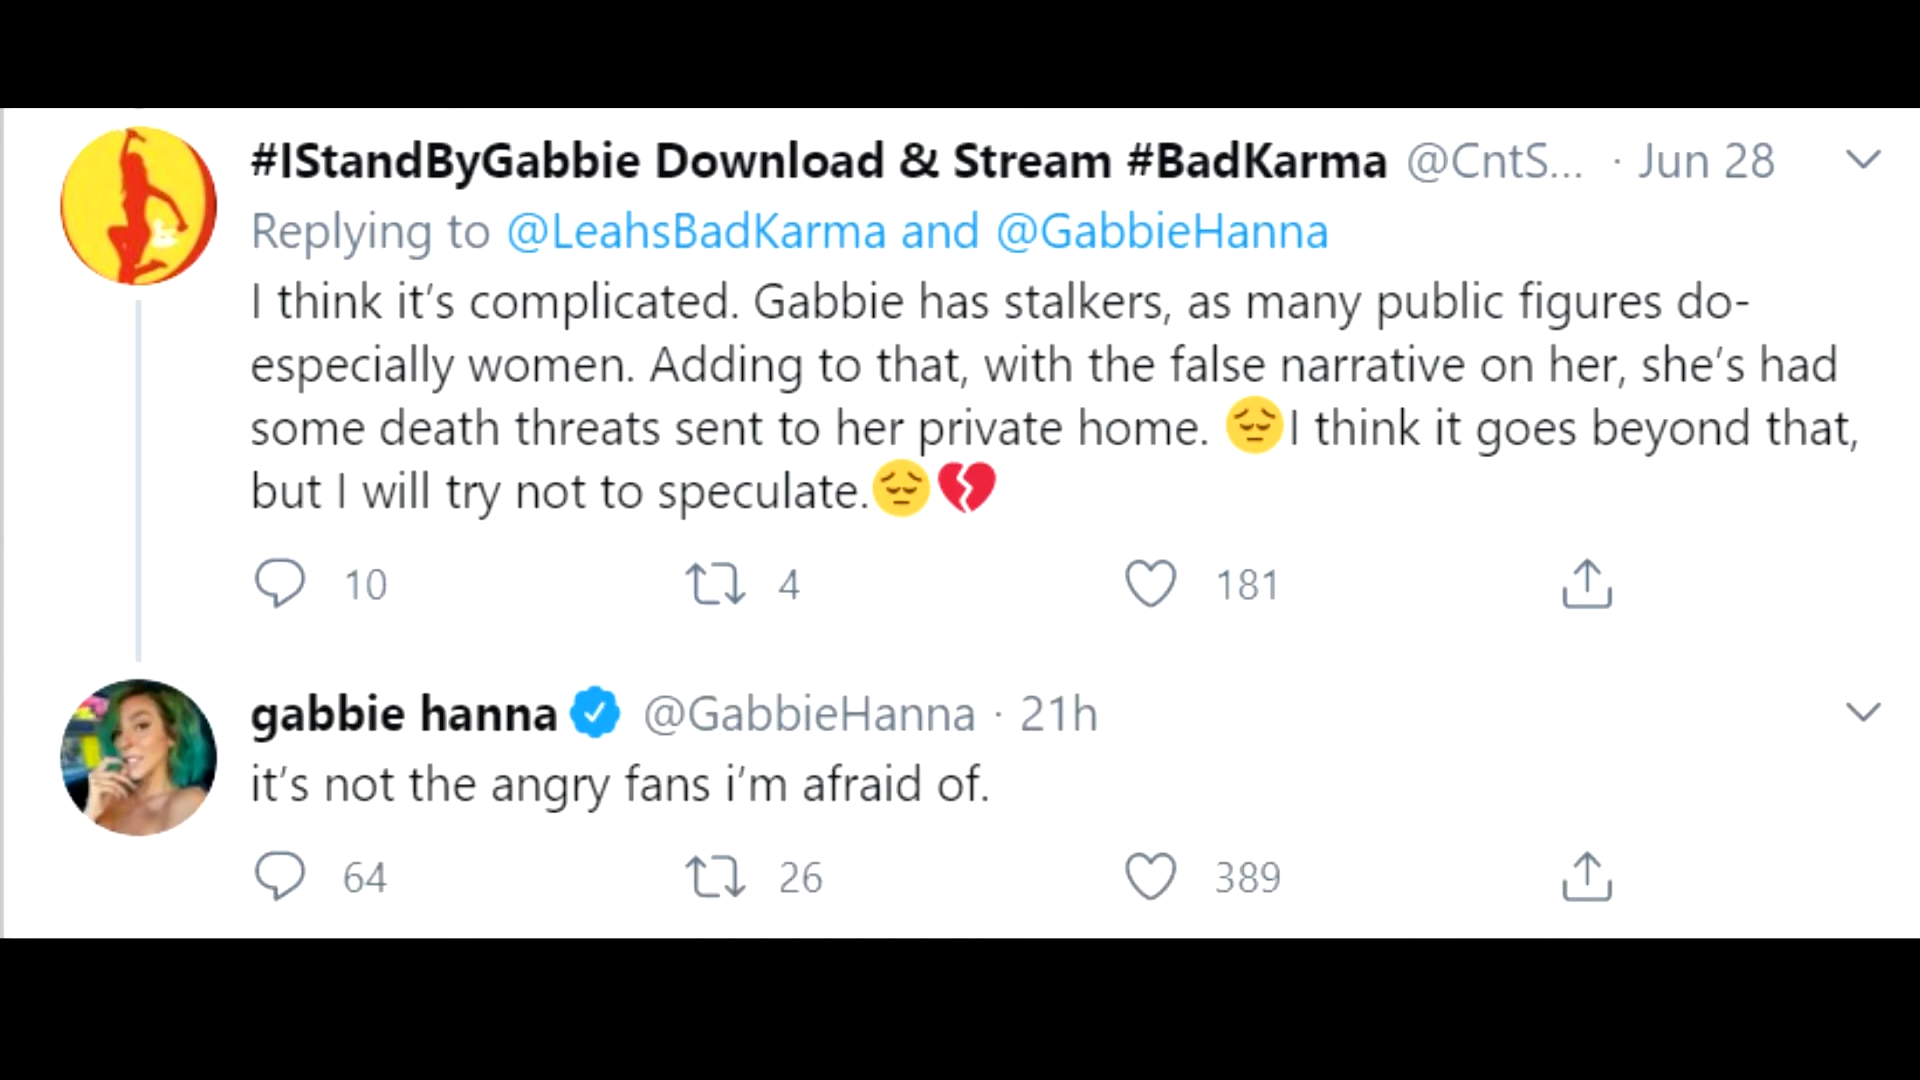 #IStandByGabbie Download & Stream #BadKarma @CntS... · Jun 28
Replying to @LeahsBadKarma and @GabbieHanna
I think it's complicated. Gabbie has stalkers, as many public figures do-
especially women. Adding to that, with the false narrative on her, she's had
some death threats sent to her private home. 😔I think it goes beyond that,
but I will try not to speculate.😔💔
10 4 181
gabbie hanna @GabbieHanna · 21h
it's not the angry fans i'm afraid of.
64 26 389